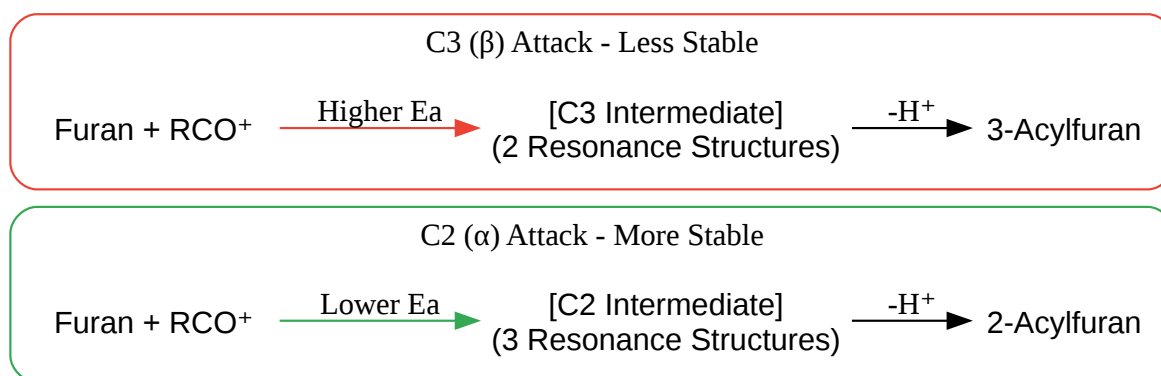 C3 (β) Attack - Less Stable
Furan + RCO⁺ Higher Ea [C3 Intermediate] -H⁺ 3-Acylfuran
(2 Resonance Structures)
C2 (α) Attack - More Stable
Furan + RCO⁺ Lower Ea [C2 Intermediate] -H⁺ 2-Acylfuran
(3 Resonance Structures)